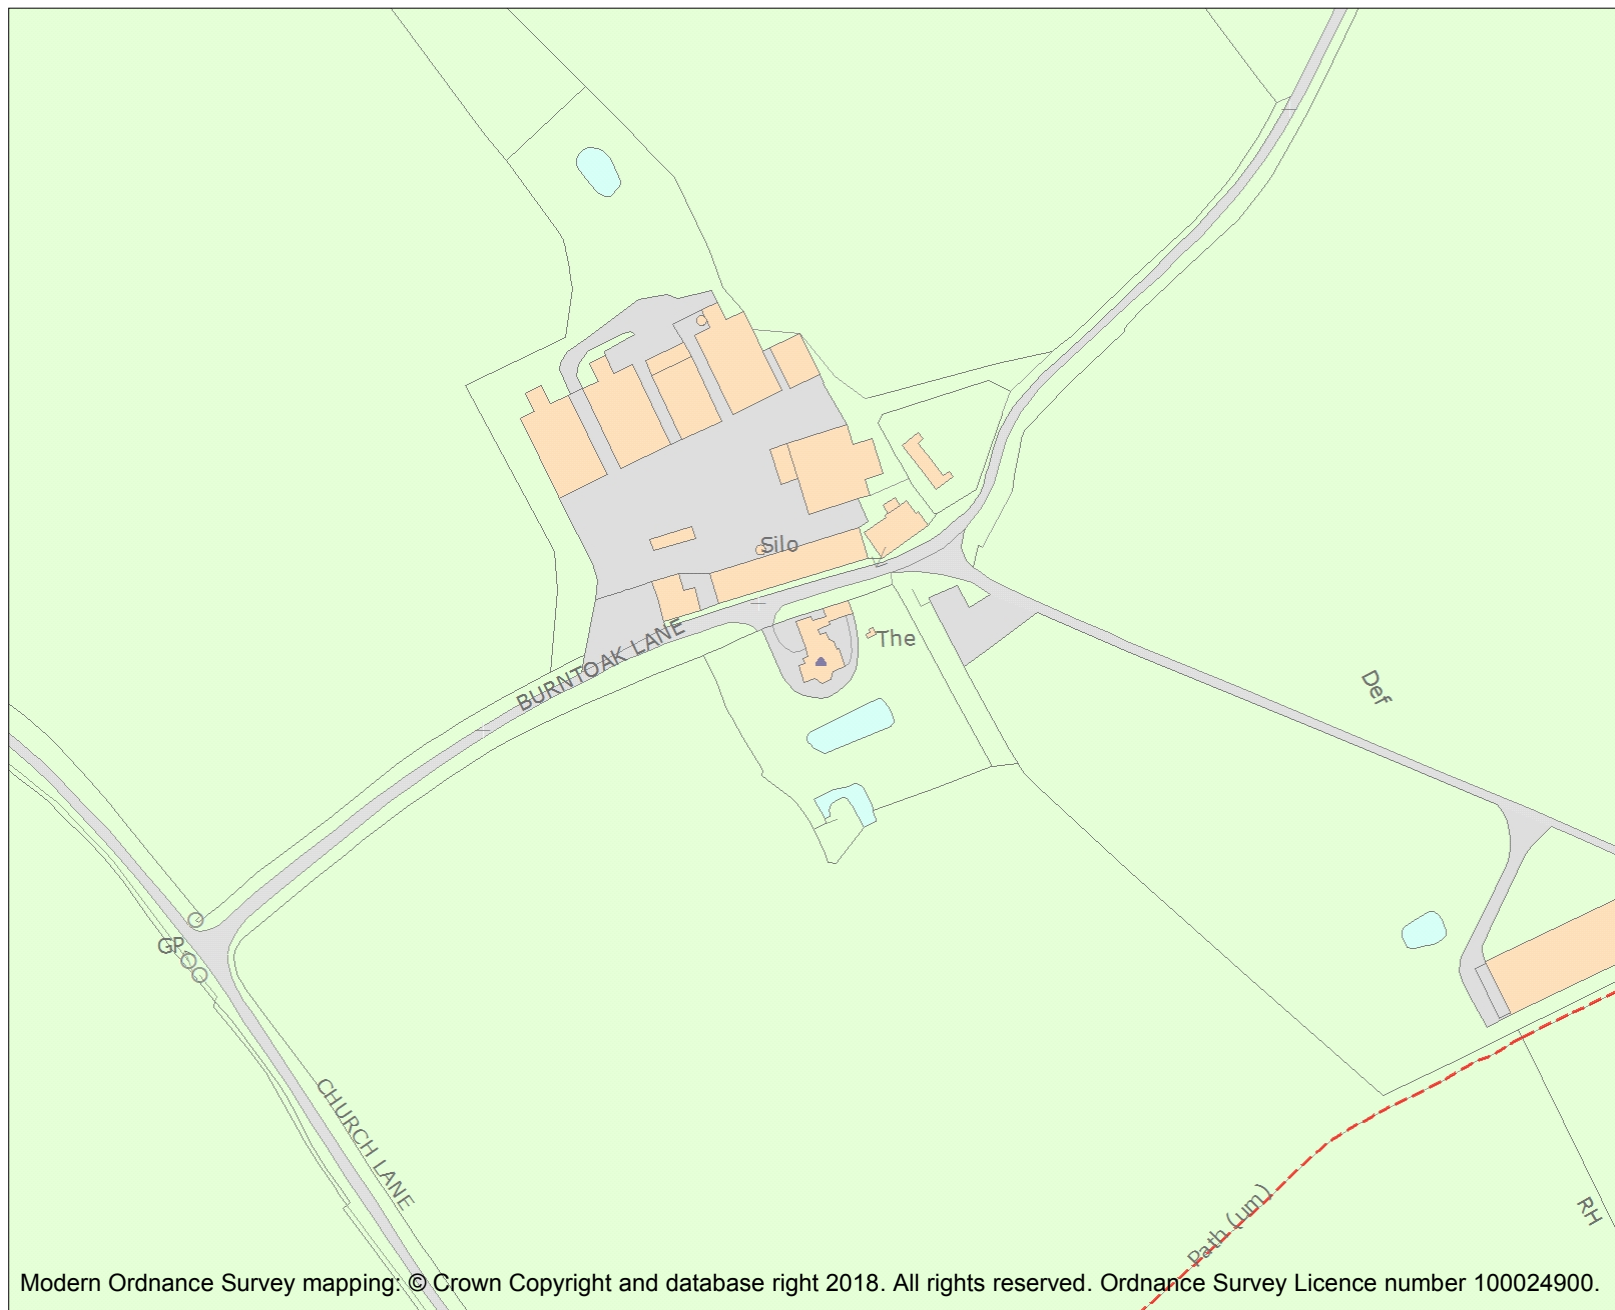 Silo
The
BURNTOAK LANE
Def
GP
CHURCH LANE
Path (um)
RH
Modern Ordnance Survey mapping: © Crown Copyright and database right 2018. All rights reserved. Ordnance Survey Licence number 100024900.